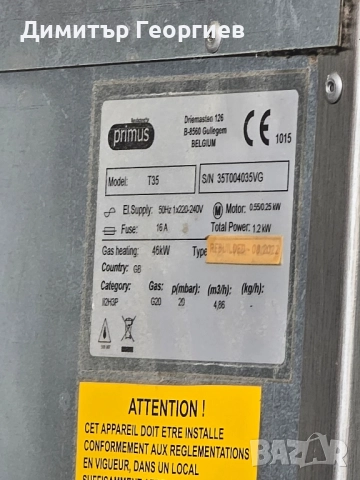 Димитър Георгиев
primus
Driemasten 126
B-8560 Gullegem
BELGIUM
CE 1015
Model: T35
S/N 35T004035VG
El.Supply: 50Hz 1x220-240V
M Motor: 0.55/0.25 kW
Fuse: 16 A
Total Power: 1.2 kW
Gas heating: 45kW
Type
Country: GB
Category: Gas: p(mbar): (m3/h): (kg/h):
II2H3P G20 20 4,86 -
ATTENTION !
CET APPAREIL DOIT ETRE INSTALLE
CONFORMEMENT AUX REGLEMENTATIONS
EN VIGUEUR, DANS UN LOCAL
BAZAR